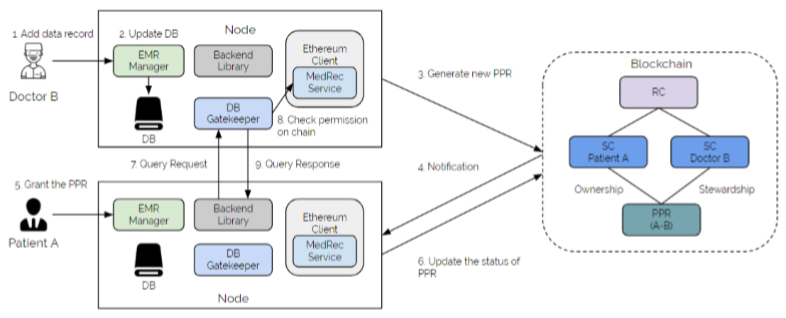 1. Add data record
Doctor B
Node
2. Update DB
EMR
Manager
Backend
Library
Ethereum
Client
MedRec
Service
DB
DB
Gatekeeper
8. Check permission
on chain
3. Generate new PPR
7. Query Request
9. Query Response
4. Notification
5. Grant the PPR
Patient A
EMR
Manager
Backend
Library
Ethereum
Client
MedRec
Service
DB
DB
Gatekeeper
Node
6. Update the status of
PPR
Blockchain
RC
SC
Patient A
SC
Doctor B
Ownership
Stewardship
PPR
(A-B)